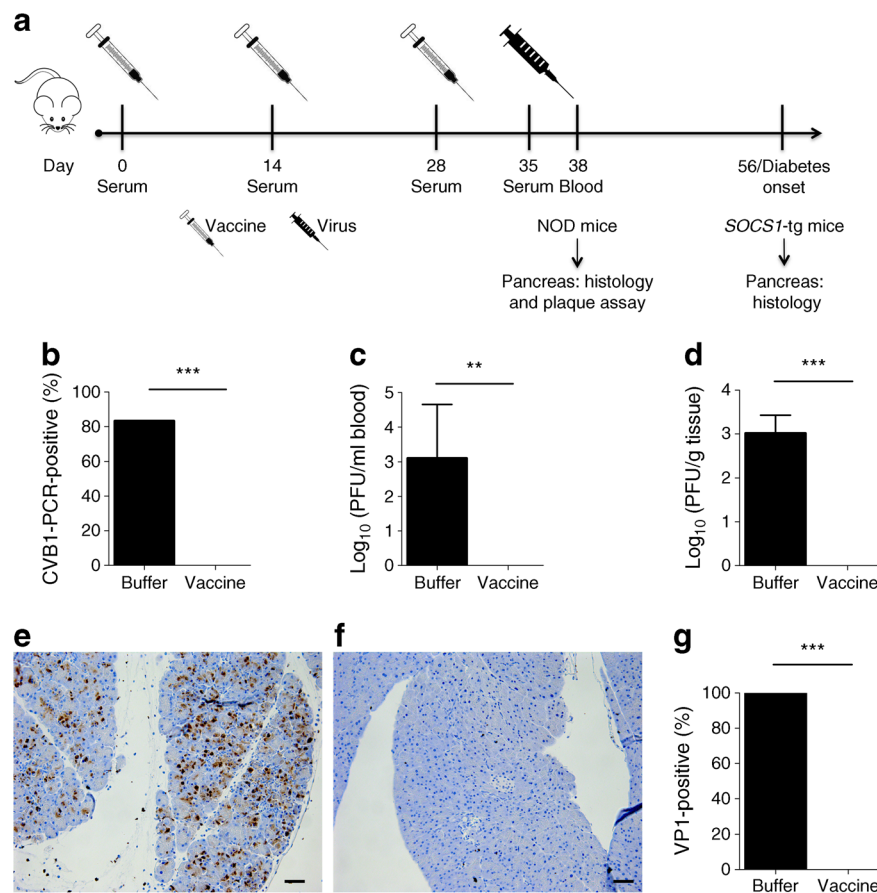 a
Day
0
14
28
35
38
56/Diabetes
Serum
Serum
Serum
Serum
Blood
onset
Vaccine
Virus
NOD mice
SOCS1-tg mice
Pancreas: histology
and plaque assay
Pancreas:
histology
b
***
CVB1-PCR-positive (%)
100
80
60
40
20
0
Buffer
Vaccine
c
**
Log10 (PFU/ml blood)
5
4
3
2
1
0
Buffer
Vaccine
d
***
Log10 (PFU/g tissue)
4
3
2
1
0
Buffer
Vaccine
e
f
g
***
VP1-positive (%)
100
80
60
40
20
0
Buffer
Vaccine